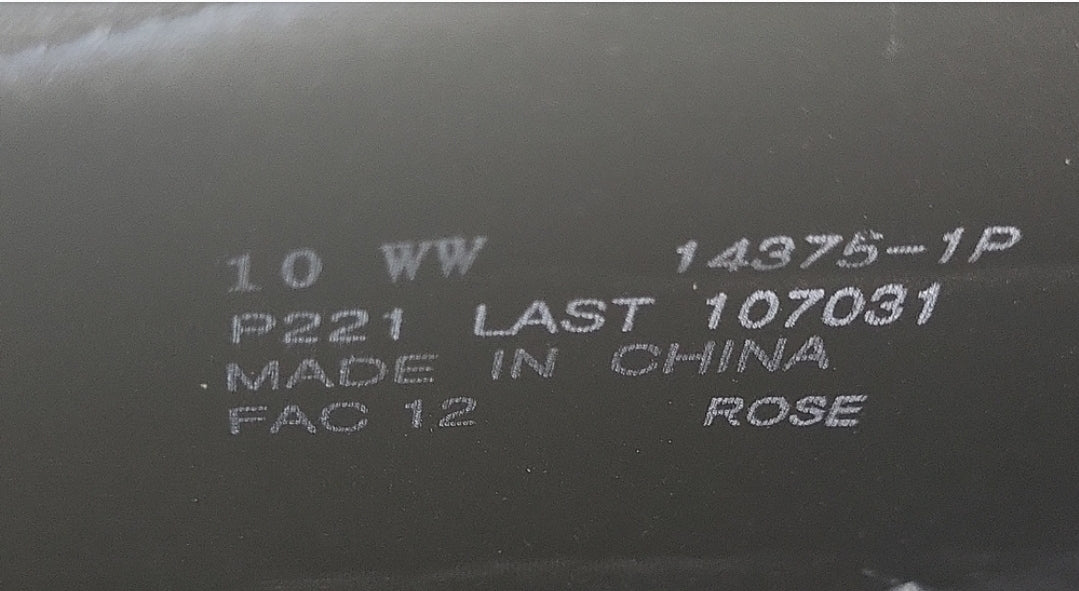 10 WW 14375-1P
P221 LAST 107031
MADE IN CHINA
FAC 12 ROSE